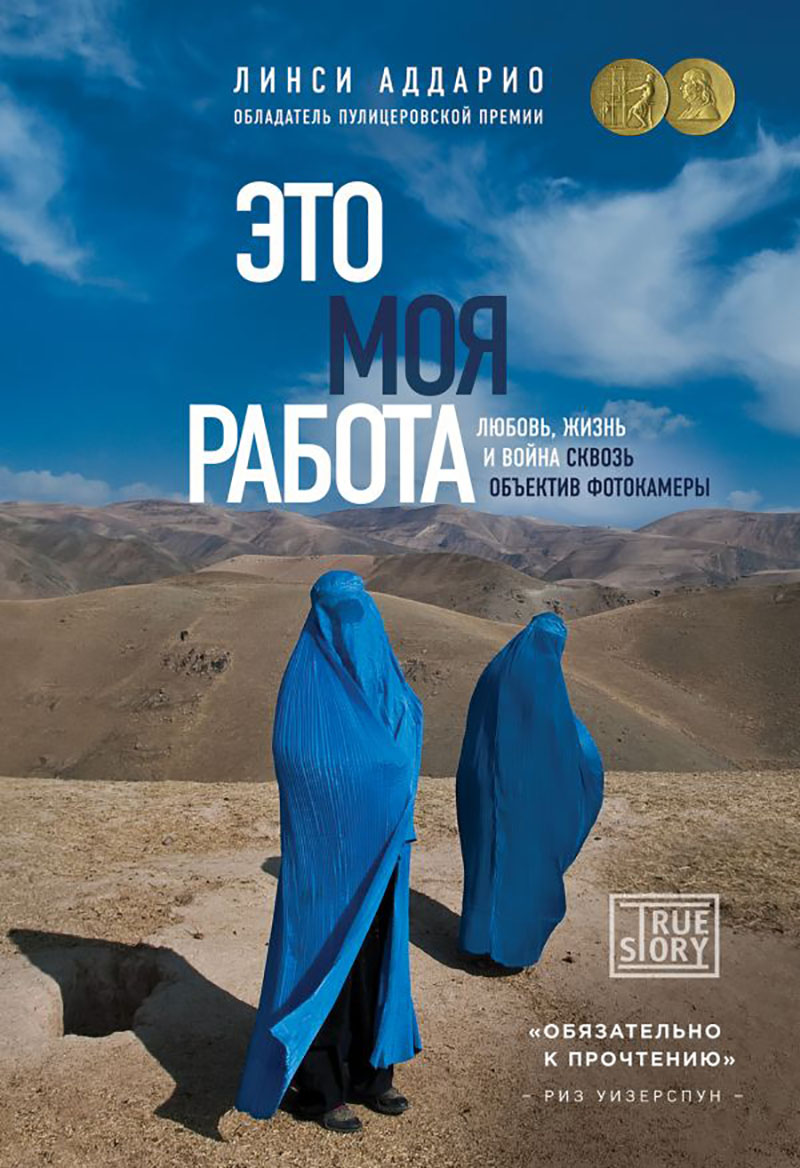 ЛИНСИ АДДАРИО
ОБЛАДАТЕЛЬ ПУЛИЦЕРОВСКОЙ ПРЕМИИ
ЭТО
МОЯ
РАБОТА
ЛЮБОВЬ, ЖИЗНЬ
И ВОЙНА СКВОЗЬ
ОБЪЕКТИВ ФОТОКАМЕРЫ
TRUE
STORY
«ОБЯЗАТЕЛЬНО
К ПРОЧТЕНИЮ»
– РИЗ УИЗЕРСПУН –